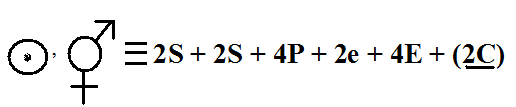 ☉, ⚥ ≡ 2S + 2S + 4P + 2e + 4E + (2C)